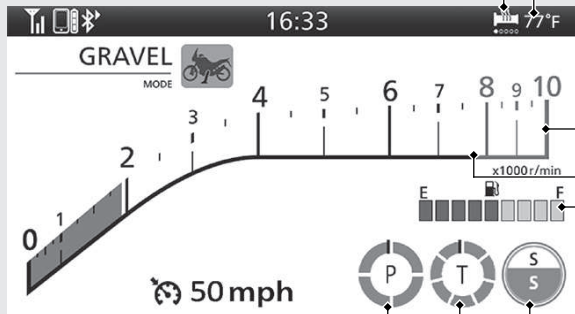 16:33
77°F
GRAVEL
MODE
0 1 2 3 4 5 6 7 8 9 10
x1000r/min
E F
50 mph
P T S
S